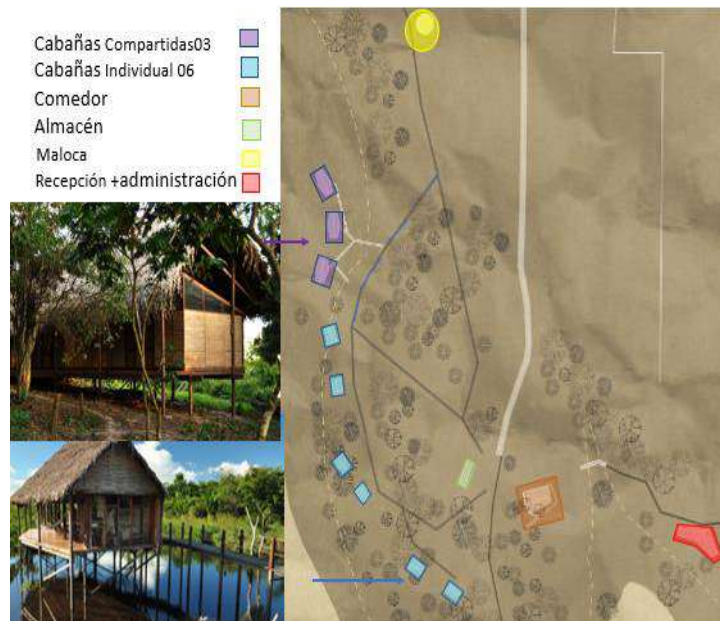 Cabañas Compartidas03
Cabañas Individual 06
Comedor
Almacén
Maloca
Recepción +administración